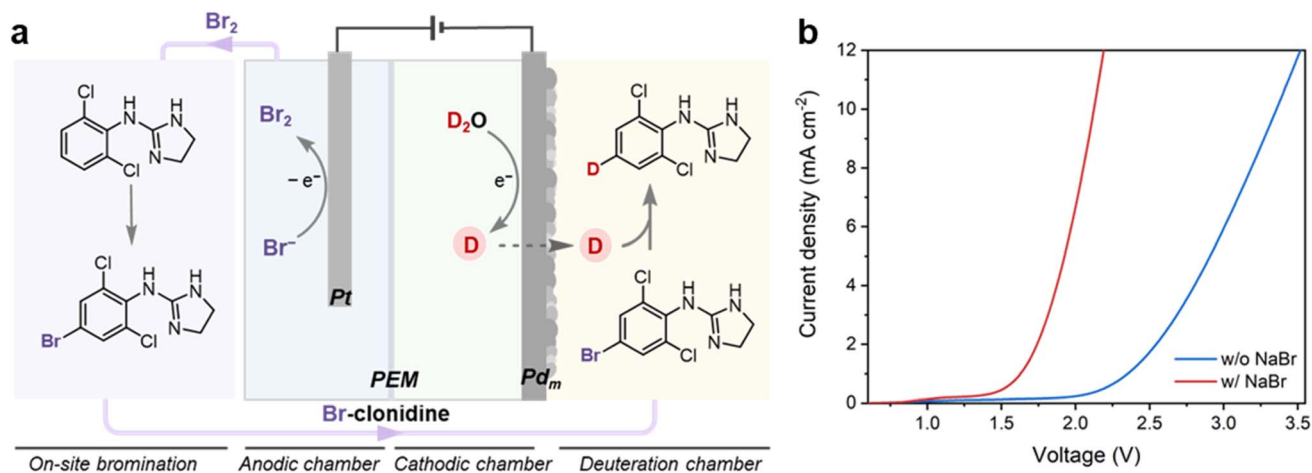 a
Br₂
Cl
H
N
H
N
N
Cl
Cl
H
N
H
N
N
Br
Cl
Br₂
– e⁻
Br⁻
Pt
PEM
D₂O
e⁻
D
D
Pdₘ
Cl
H
N
H
N
N
D
Cl
Cl
H
N
H
N
N
Br
Cl
Br-clonidine
On-site bromination
Anodic chamber
Cathodic chamber
Deuteration chamber
b
Current density (mA cm⁻²)
12
10
8
6
4
2
0
w/o NaBr
w/ NaBr
1.0
1.5
2.0
2.5
3.0
3.5
Voltage (V)